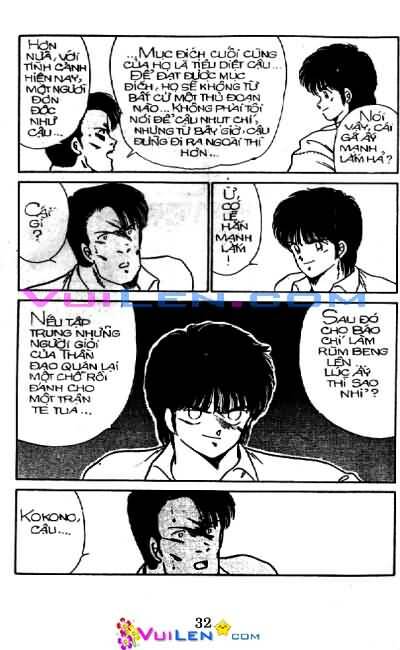 HƠN
NỮA, VỚI
TÌNH CẢNH
HIỆN NAY,
MỘT NGƯỜI
ĐƠN
ĐỘC
NHƯ
CẬU...
...MỤC ĐÍCH CUỐI CÙNG
CỦA HỌ LÀ TIÊU DIỆT CẬU...
ĐỂ ĐẠT ĐƯỢC MỤC
ĐÍCH, HỌ SẼ KHÔNG TỪ
BẤT CỨ MỘT THỦ ĐOẠN
NÀO... KHÔNG PHẢI TÔI
NÓI ĐỂ CẬU NHỤT CHÍ,
NHƯNG TỪ BÂY GIỜ, CẬU
ĐỪNG ĐI RA NGOÀI THÌ
HƠN...
NÓI
VẬY, CÁI
GÃ ẤY
MẠNH
LẮM HẢ?
CÁI
GÌ?
Ừ,
CÓ
LẼ
HẮN
MẠNH
LẮM!
VUILEN.COM
NẾU TẬP
TRUNG NHỮNG
NGƯỜI GIỎI
CỦA THẦN
ĐẠO QUÁN LẠI
MỘT CHỖ RỒI
ĐÁNH CHO
MỘT TRẬN
TẺ TUA...
SAU ĐÓ
CHO BÁO
CHÍ LÀM
RÙM BENG
LÊN
LÚC ẤY
THÌ SAO
NHỈ?
KOKONO,
CẬU....
32
VUILEN.COM